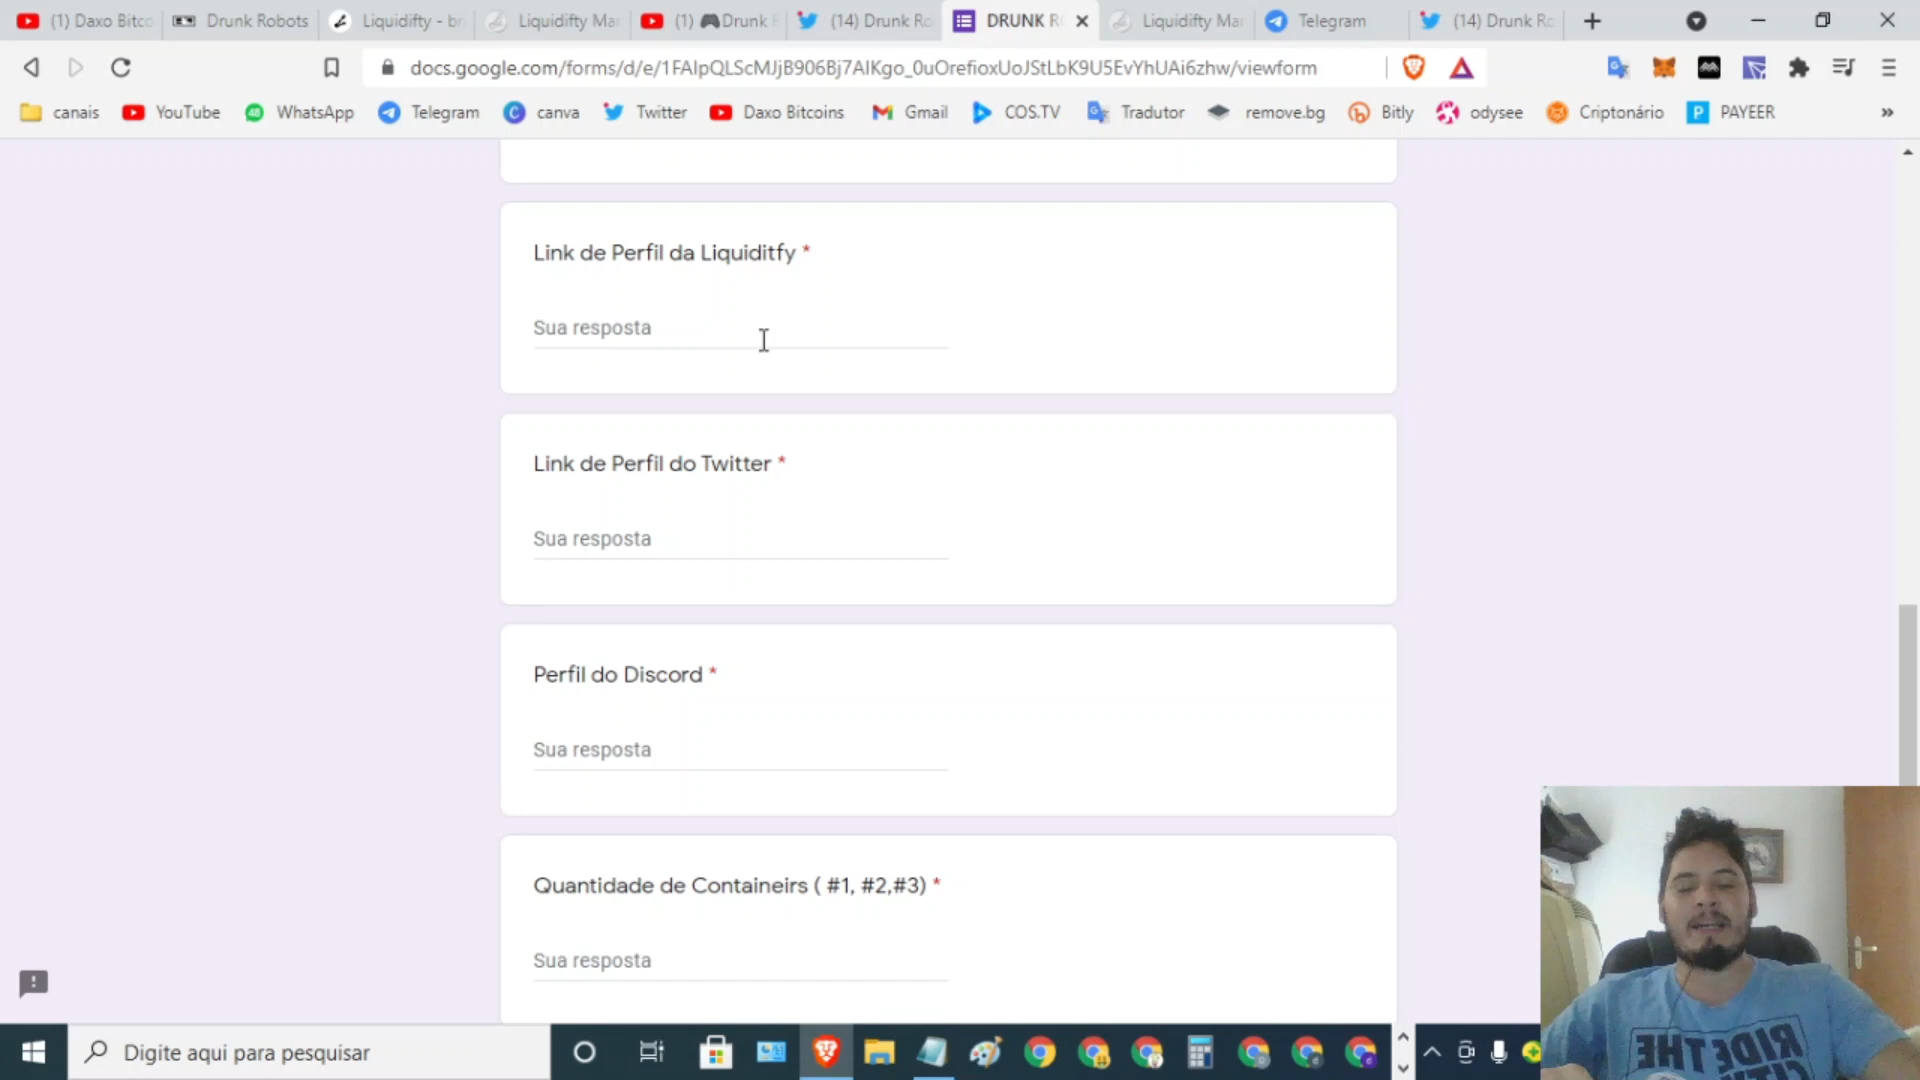 (1) Daxo Bitco
Drunk Robots
Liquidifty - br
Liquidifty Mar
(1) 🎮Drunk R
(14) Drunk Ro
DRUNK R
Liquidifty Mar
Telegram
(14) Drunk Ro
docs.google.com/forms/d/e/1FAIpQLScMJjB906Bj7AlKgo_0uOrefioxUoJStLbK9U5EvYhUAi6zhw/viewform
canais
YouTube
WhatsApp
Telegram
canva
Twitter
Daxo Bitcoins
Gmail
COS.TV
Tradutor
remove.bg
Bitly
odysee
Criptonário
PAYEER
Link de Perfil da Liquiditfy *
Sua resposta
Link de Perfil do Twitter *
Sua resposta
Perfil do Discord *
Sua resposta
Quantidade de Containeirs ( #1, #2,#3) *
Sua resposta
Digite aqui para pesquisar
RIDE THE